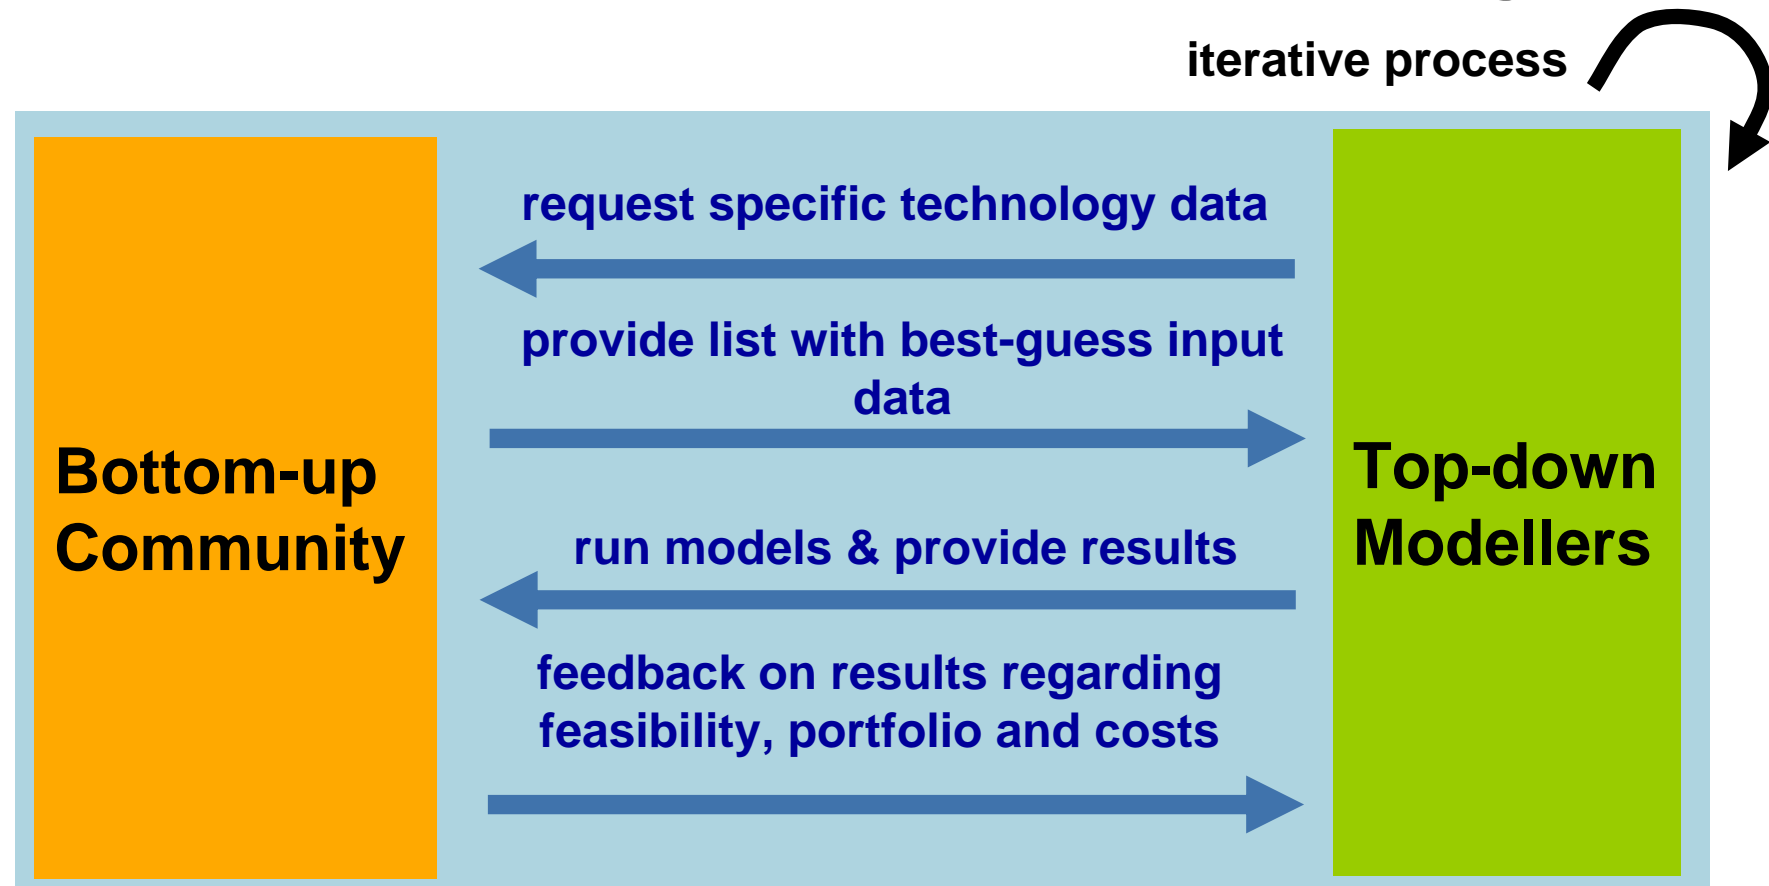 iterative process
request specific technology data
provide list with best-guess input
data
Bottom-up
Community
Top-down
Modellers
run models & provide results
feedback on results regarding
feasibility, portfolio and costs